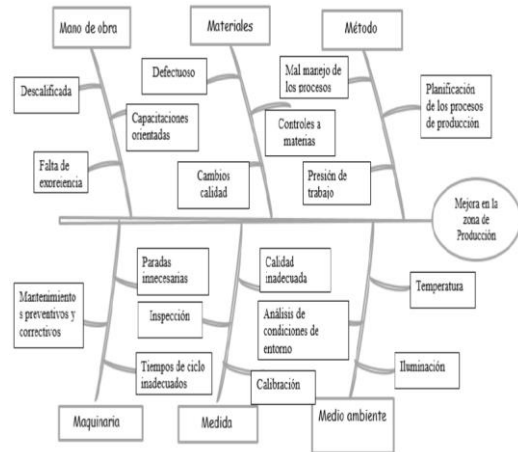 Mano de obra
Materiales
Método
Descalificada
Capacitaciones
orientadas
Falta de
exoreiencia
Defectuoso
Controles a
materias
Cambios
calidad
Mal manejo de
los procesos
Planificación
de los procesos
de producción
Presión de
trabajo
Mejora en la
zona de
Producción
Mantenimiento
s preventivos y
correctivos
Paradas
innecesarias
Tiempos de ciclo
inadecuados
Inspección
Calidad
inadecuada
Calibración
Análisis de
condiciones de
entorno
Temperatura
Iluminación
Maquinaria
Medida
Medio ambiente